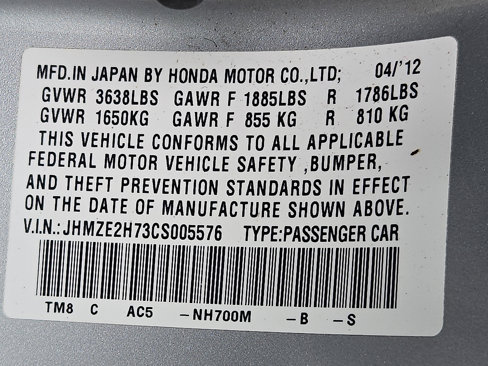 MFD.IN JAPAN BY HONDA MOTOR CO.,LTD; 04/'12
GVWR 3638LBS GAWR F 1885LBS R 1786LBS
GVWR 1650KG GAWR F 855 KG R 810 KG
THIS VEHICLE CONFORMS TO ALL APPLICABLE
FEDERAL MOTOR VEHICLE SAFETY ,BUMPER,
AND THEFT PREVENTION STANDARDS IN EFFECT
ON THE DATE OF MANUFACTURE SHOWN ABOVE.
V.I.N.:JHMZE2H73CS005576 TYPE:PASSENGER CAR
TM8 C AC5 -NH700M -B -S